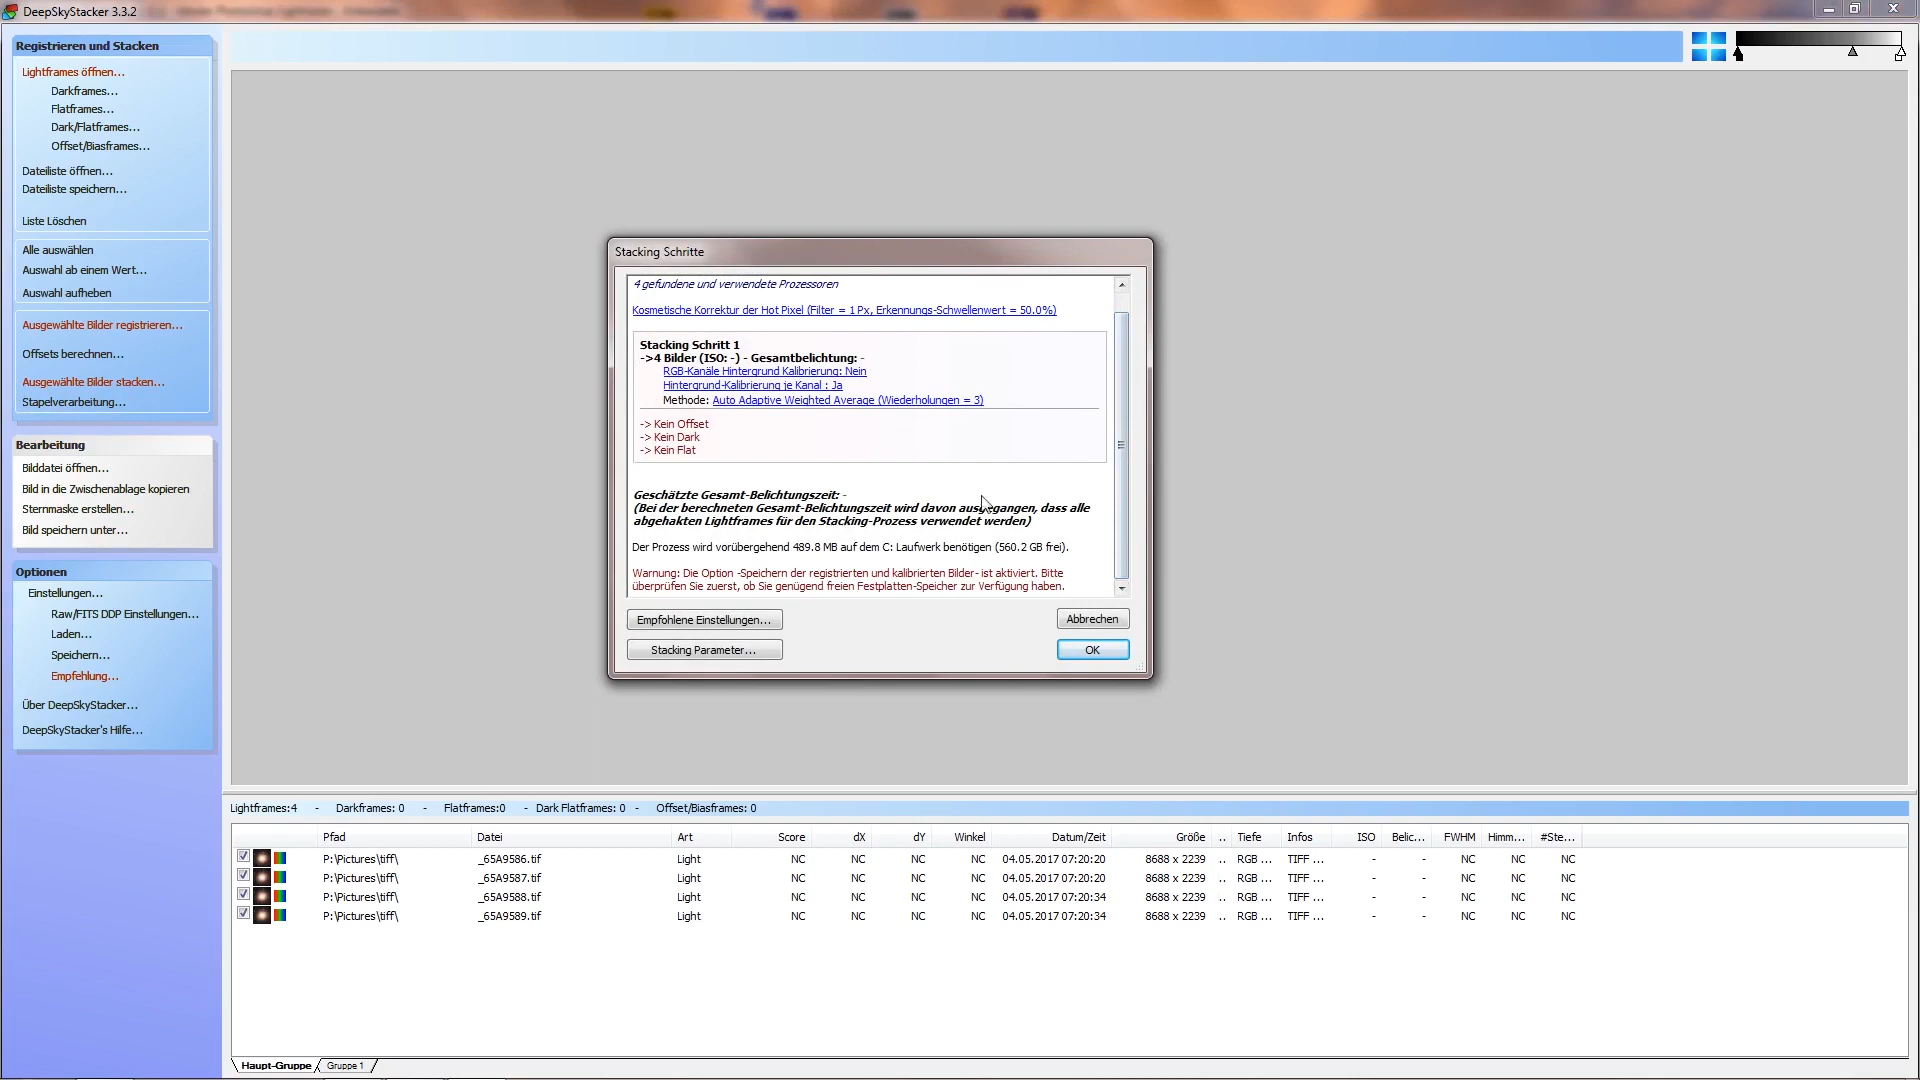 DeepSkyStacker 3.3.2
Registrieren und Stacken
Lightframes öffnen...
Darkframes...
Flatframes...
Dark/Flatframes...
Offset/Biasframes...
Dateiliste öffnen...
Dateiliste speichern...
Liste Löschen
Alle auswählen
Auswahl ab einem Wert...
Auswahl aufheben
Ausgewählte Bilder registrieren...
Offsets berechnen...
Ausgewählte Bilder stacken...
Stapelverarbeitung...
Bearbeitung
Bilddatei öffnen...
Bild in die Zwischenablage kopieren
Sternmaske erstellen...
Bild speichern unter...
Optionen
Einstellungen...
Raw/FITS DDP Einstellungen...
Laden...
Speichern...
Empfehlung...
Über DeepSkyStacker...
DeepSkyStacker's Hilfe...
Stacking Schritte
4 gefundene und verwendete Prozessoren
Kosmetische Korrektur der Hot Pixel (Filter = 1 Px, Erkennungs-Schwellenwert = 50.0%)
Stacking Schritt 1
->4 Bilder (ISO: -) - Gesamtbelichtung: -
RGB-Kanäle Hintergrund Kalibrierung: Nein
Hintergrund-Kalibrierung je Kanal : Ja
Methode: Auto Adaptive Weighted Average (Wiederholungen = 3)
-> Kein Offset
-> Kein Dark
-> Kein Flat
Geschätzte Gesamt-Belichtungszeit: -
(Bei der berechneten Gesamt-Belichtungszeit wird davon ausgegangen, dass alle
abgehakten Lightframes für den Stacking-Prozess verwendet werden)
Der Prozess wird vorübergehend 489.8 MB auf dem C: Laufwerk benötigen (560.2 GB frei).
Warnung: Die Option -Speichern der registrierten und kalibrierten Bilder- ist aktiviert. Bitte
überprüfen Sie zuerst, ob Sie genügend freien Festplatten-Speicher zur Verfügung haben.
Empfohlene Einstellungen... Abbrechen
Stacking Parameter... OK
Lightframes:4 - Darkframes: 0 - Flatframes:0 - Dark Flatframes: 0 - Offset/Biasframes: 0
Pfad Datei Art Score dX dY Winkel Datum/Zeit Größe .. Tiefe Infos ISO Belic... FWHM Himm... #Ste...
P:\Pictures\tiff\ _65A9586.tif Light NC NC NC NC 04.05.2017 07:20:20 8688 x 2239 .. RGB ... TIFF ... - - NC NC NC
P:\Pictures\tiff\ _65A9587.tif Light NC NC NC NC 04.05.2017 07:20:20 8688 x 2239 .. RGB ... TIFF ... - - NC NC NC
P:\Pictures\tiff\ _65A9588.tif Light NC NC NC NC 04.05.2017 07:20:34 8688 x 2239 .. RGB ... TIFF ... - - NC NC NC
P:\Pictures\tiff\ _65A9589.tif Light NC NC NC NC 04.05.2017 07:20:34 8688 x 2239 .. RGB ... TIFF ... - - NC NC NC
Haupt-Gruppe Gruppe 1